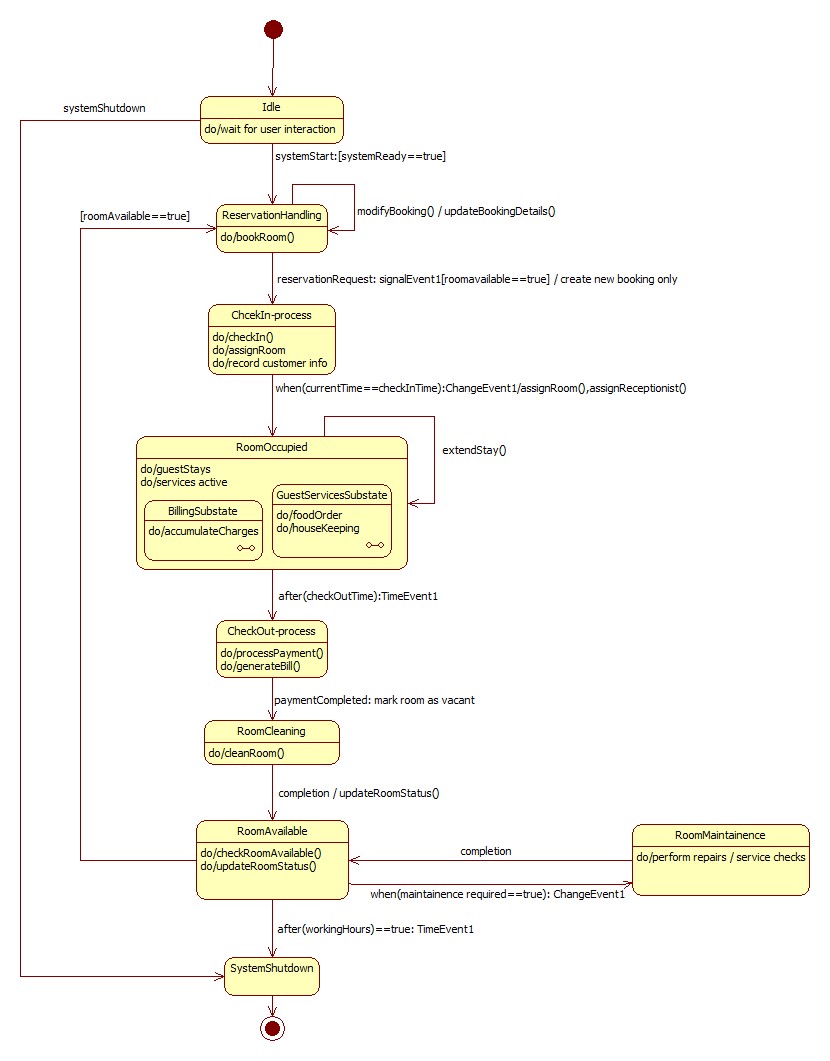 Idle
systemShutdown
do/wait for user interaction
systemStart:[systemReady==true]
[roomAvailable==true]
ReservationHandling
modifyBooking() / updateBookingDetails()
do/bookRoom()
reservationRequest: signalEvent1[roomavailable==true] / create new booking only
ChcekIn-process
do/checkIn()
do/assignRoom
do/record customer info
when(currentTime==checkInTime):ChangeEvent1/assignRoom(),assignReceptionist()
RoomOccupied
extendStay()
do/guestStays
do/services active
BillingSubstate
do/accumulateCharges
GuestServicesSubstate
do/foodOrder
do/houseKeeping
after(checkOutTime):TimeEvent1
CheckOut-process
do/processPayment()
do/generateBill()
paymentCompleted: mark room as vacant
RoomCleaning
do/cleanRoom()
completion / updateRoomStatus()
RoomAvailable
do/checkRoomAvailable()
do/updateRoomStatus()
completion
RoomMaintainence
do/perform repairs / service checks
when(maintainence required==true): ChangeEvent1
after(workingHours)==true: TimeEvent1
SystemShutdown